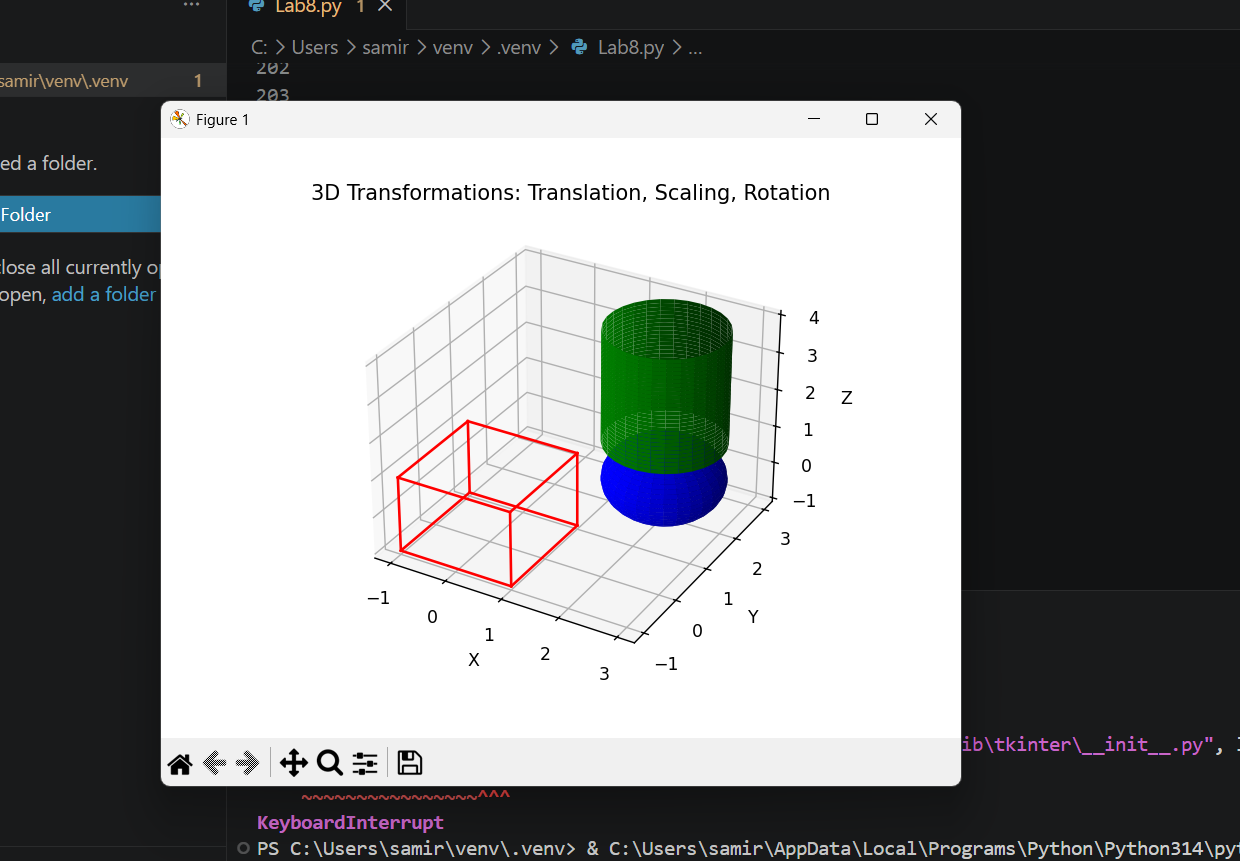 ...
Lab8.py 1 ×
C: > Users > samir > venv > .venv > Lab8.py > ...
202
samir\venv\.venv 1
203
Figure 1
ed a folder.
3D Transformations: Translation, Scaling, Rotation
Folder
close all currently
open, add a folder
4
3
2
1
0
−1
Z
3
2
1
0
−1
Y
−1
0
1
2
3
X
ib\tkinter\__init__.py",
~~~~~~~~~~~~~~~~^^^
KeyboardInterrupt
PS C:\Users\samir\venv\.venv> & C:\Users\samir\AppData\Local\Programs\Python\Python314\pyt